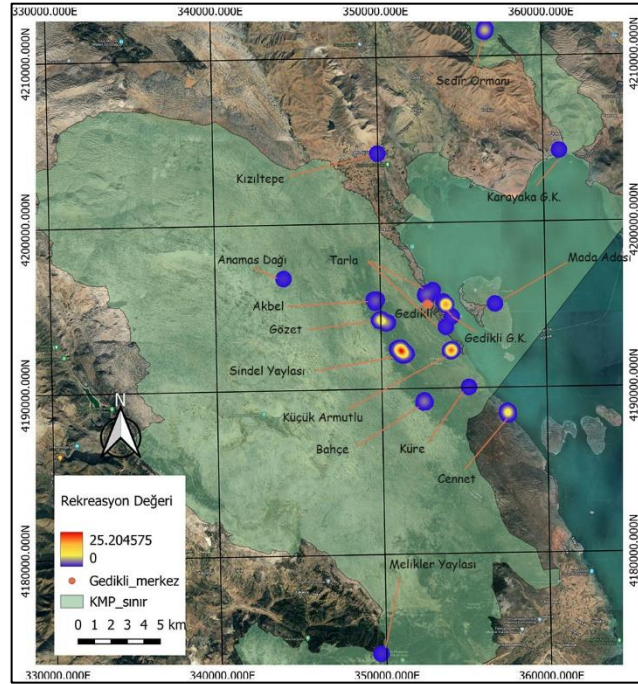 330000.000E 340000.000E 350000.000E 360000.000E
4210000.000N 4210000.000N
Sedir Ormanı
Kızıltepe
Karayaka G.K.
4200000.000N 4200000.000N
Anamas Dağı
Tarla
Mada Adası
Akbel
Gedikli
Gözet
Gedikli G.K.
Sindel Yaylası
4190000.000N 4190000.000N
Küçük Armutlu
Bahçe
Küre
Cennet
N
Rekreasyon Değeri
25.204575
0
Gedikli_merkez
KMP_sınır
0 1 2 3 4 5 km
Melikler Yaylası
4180000.000N 4180000.000N
330000.000E 340000.000E 350000.000E 360000.000E